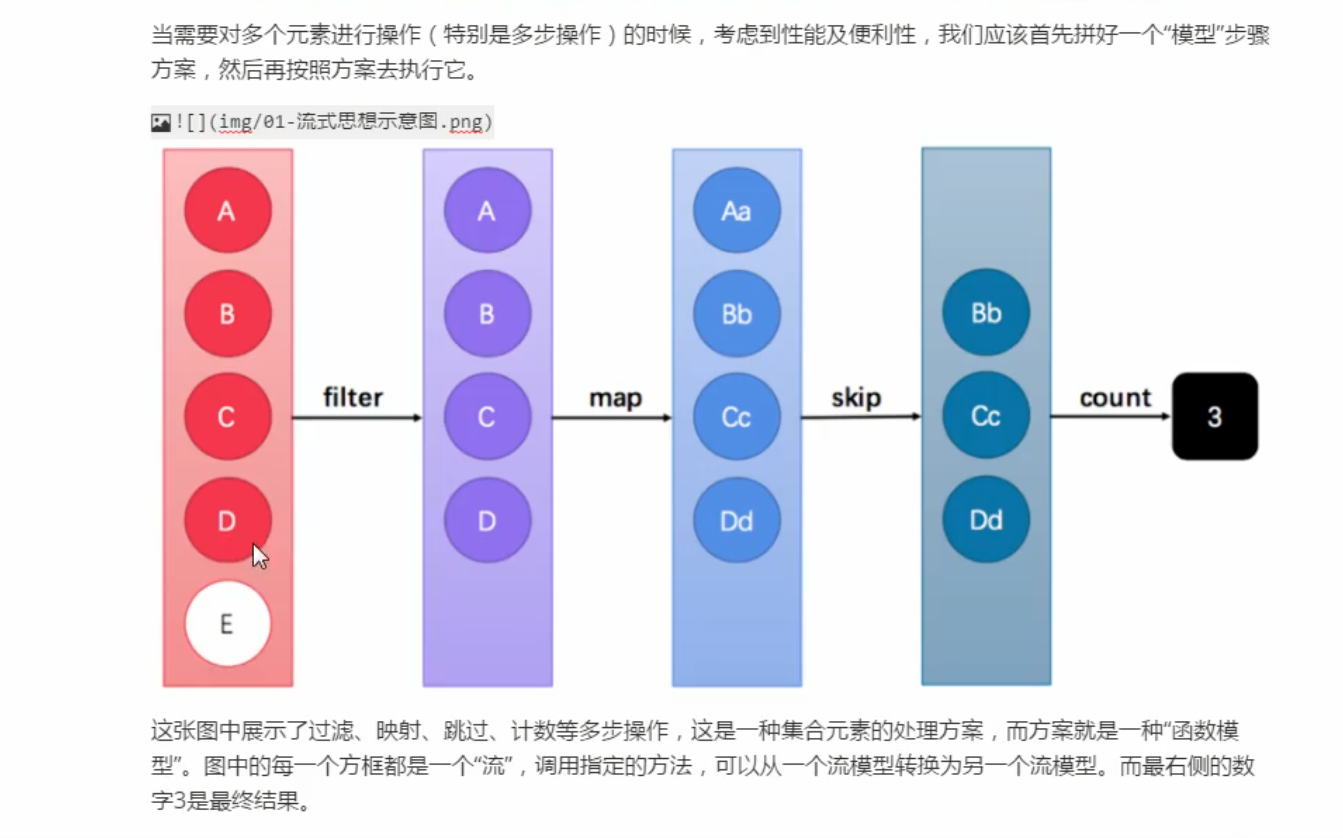 当需要对多个元素进行操作（特别是多步操作）的时候，考虑到性能及便利性，我们应该首先拼好一个“模型”步骤
方案，然后再按照方案去执行它。
![](img/01-流式思想示意图.png)
A A Aa
B B Bb Bb
filter map skip count
C C Cc Cc 3
D D Dd Dd
E
这张图中展示了过滤、映射、跳过、计数等多步操作，这是一种集合元素的处理方案，而方案就是一种“函数模
型”。图中的每一个方框都是一个“流”，调用指定的方法，可以从一个流模型转换为另一个流模型。而最右侧的数
字3是最终结果。